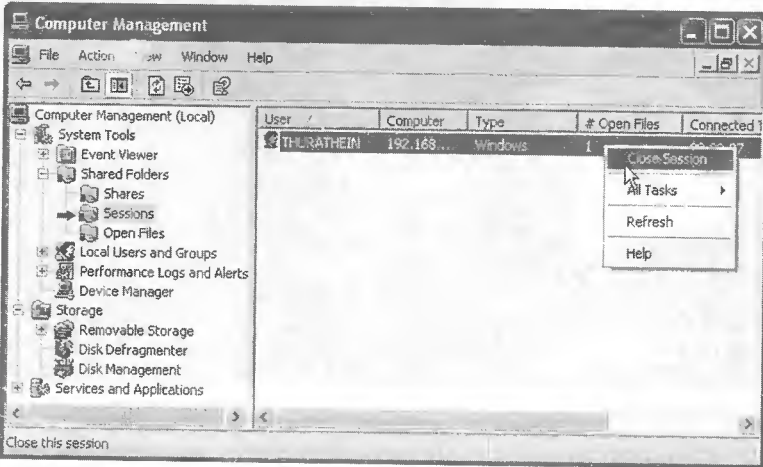 Computer Management
File Action Window Help
Computer Management (Local)
System Tools
Event Viewer
Shared Folders
Shares
Sessions
Open Files
Local Users and Groups
Performance Logs and Alerts
Device Manager
Storage
Removable Storage
Disk Defragmenter
Disk Management
Services and Applications
User Computer Type # Open Files Connected T
THURATHEIN 192.168.... Windows 1
Close Session
All Tasks
Refresh
Help
Close this session